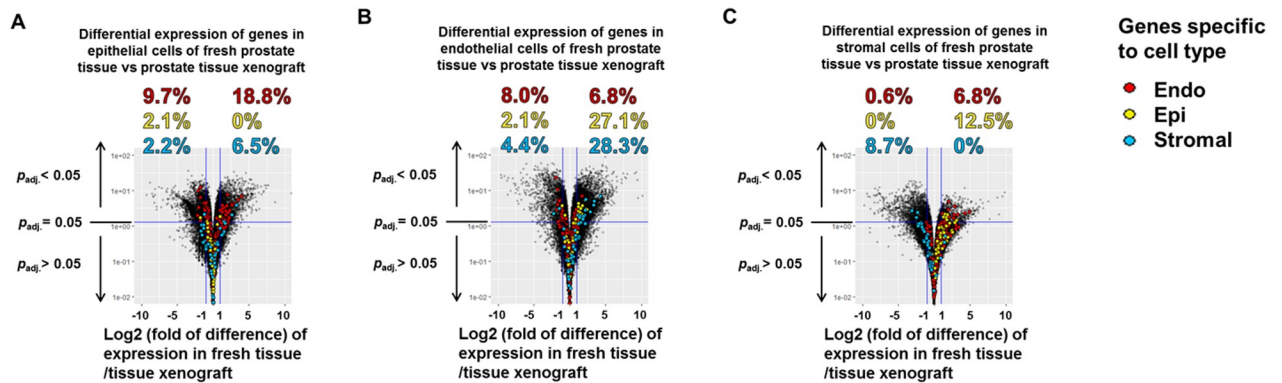 A
Differential expression of genes in
epithelial cells of fresh prostate
tissue vs prostate tissue xenograft
9.7% 18.8%
2.1% 0%
2.2% 6.5%
1e+02
padj.< 0.05
1e+01
padj.= 0.05
1e+00
padj.> 0.05
1e-01
1e-02
-10 -5 -1 1 5 10
Log2 (fold of difference) of
expression in fresh tissue
/tissue xenograft
B
Differential expression of genes in
endothelial cells of fresh prostate
tissue vs prostate tissue xenograft
8.0% 6.8%
2.1% 27.1%
4.4% 28.3%
1e+02
padj.< 0.05
1e+01
padj.= 0.05
1e+00
padj.> 0.05
1e-01
1e-02
-10 -5 -1 1 5 10
Log2 (fold of difference) of
expression in fresh tissue
/tissue xenograft
C
Differential expression of genes in
stromal cells of fresh prostate
tissue vs prostate tissue xenograft
0.6% 6.8%
0% 12.5%
8.7% 0%
1e+02
padj.< 0.05
1e+01
padj.= 0.05
1e+00
padj.> 0.05
1e-01
1e-02
-10 -5 -1 1 5 10
Log2 (fold of difference) of
expression in fresh tissue
/tissue xenograft
Genes specific
to cell type
Endo
Epi
Stromal